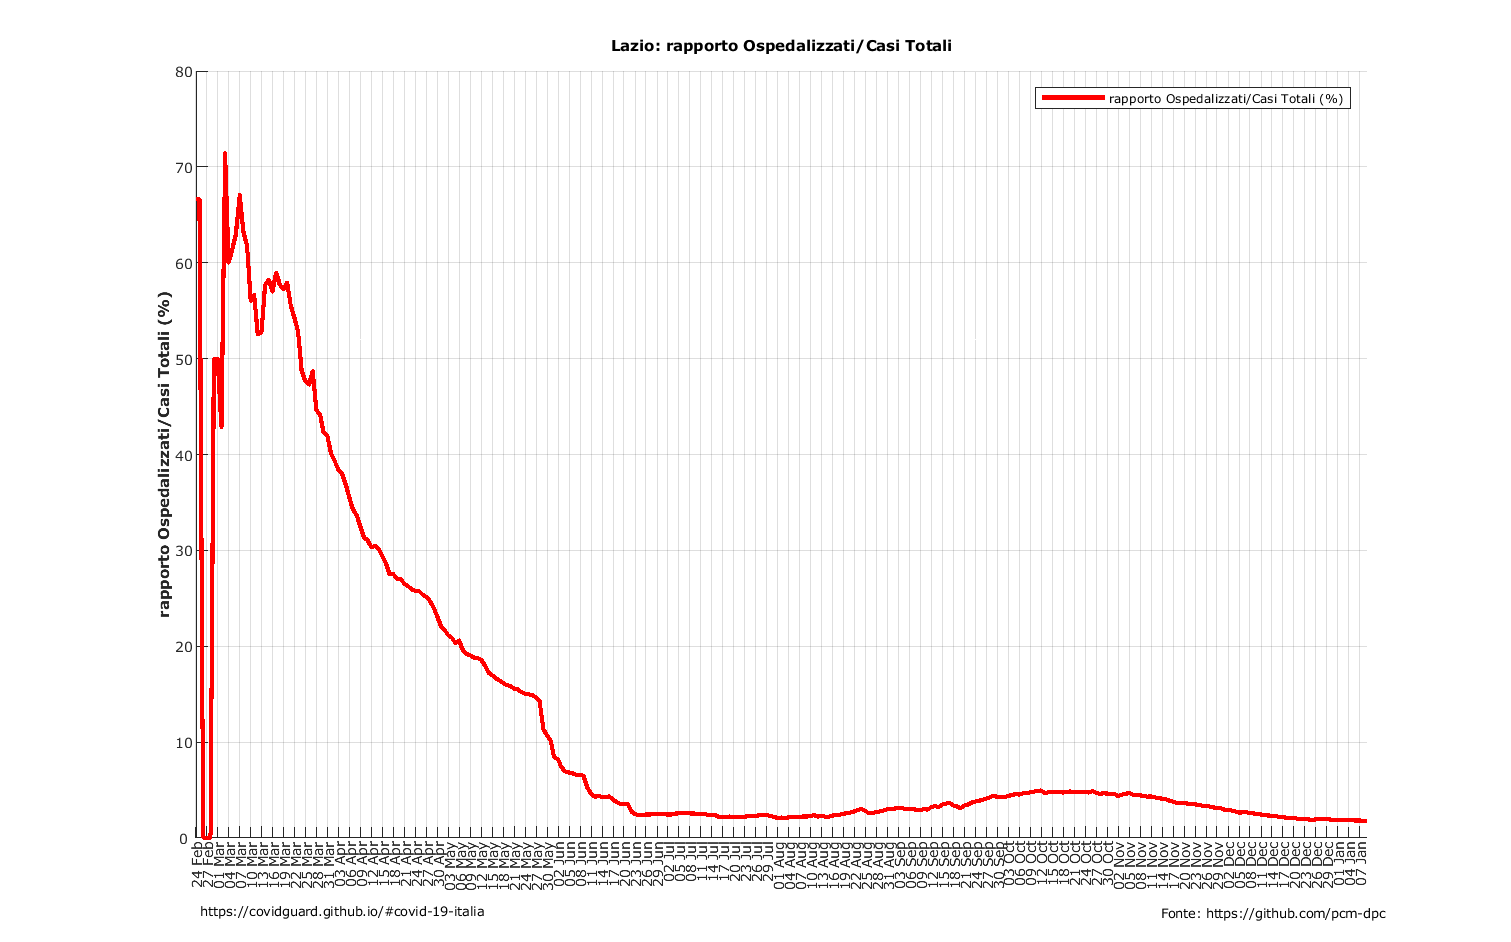 Lazio: rapporto Ospedalizzati/Casi Totali
rapporto Ospedalizzati/Casi Totali (%)
rapporto Ospedalizzati/Casi Totali (%)
80
70
60
50
40
30
20
10
0
24 Feb
27 Feb
01 Mar
04 Mar
07 Mar
10 Mar
13 Mar
16 Mar
19 Mar
22 Mar
25 Mar
28 Mar
31 Mar
03 Apr
06 Apr
09 Apr
12 Apr
15 Apr
18 Apr
21 Apr
24 Apr
27 Apr
30 Apr
03 May
06 May
09 May
12 May
15 May
18 May
21 May
24 May
27 May
30 May
02 Jun
05 Jun
08 Jun
11 Jun
14 Jun
17 Jun
20 Jun
23 Jun
26 Jun
29 Jun
02 Jul
05 Jul
08 Jul
11 Jul
14 Jul
17 Jul
20 Jul
23 Jul
26 Jul
29 Jul
01 Aug
04 Aug
07 Aug
10 Aug
13 Aug
16 Aug
19 Aug
22 Aug
25 Aug
28 Aug
31 Aug
03 Sep
06 Sep
09 Sep
12 Sep
15 Sep
18 Sep
21 Sep
24 Sep
27 Sep
30 Sep
03 Oct
06 Oct
09 Oct
12 Oct
15 Oct
18 Oct
21 Oct
24 Oct
27 Oct
30 Oct
02 Nov
05 Nov
08 Nov
11 Nov
14 Nov
17 Nov
20 Nov
23 Nov
26 Nov
29 Nov
02 Dec
05 Dec
08 Dec
11 Dec
14 Dec
17 Dec
20 Dec
23 Dec
26 Dec
29 Dec
01 Jan
04 Jan
07 Jan
https://covidguard.github.io/#covid-19-italia
Fonte: https://github.com/pcm-dpc